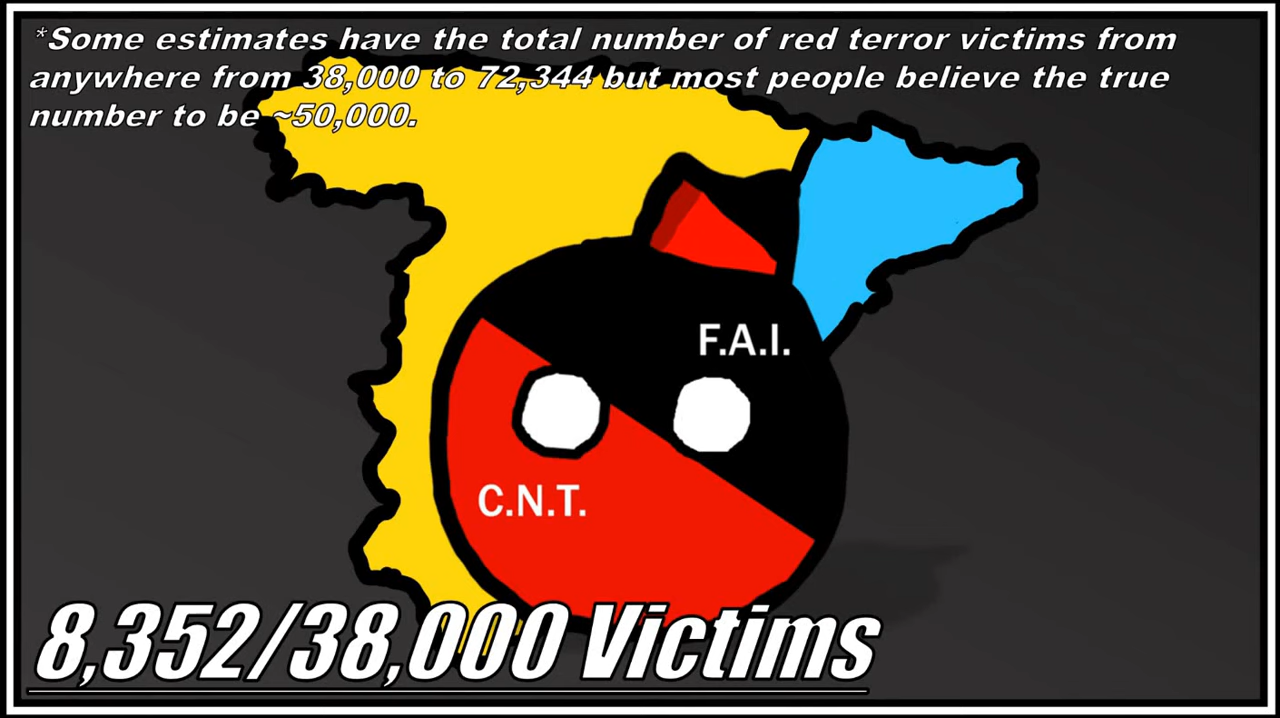 *Some estimates have the total number of red terror victims from
anywhere from 38,000 to 72,344 but most people believe the true
number to be ~50,000.
F.A.I.
C.N.T.
8,352/38,000 Victims